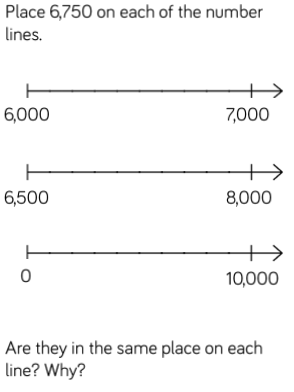 Place 6,750 on each of the number
lines.
6,000 7,000
6,500 8,000
0 10,000
Are they in the same place on each
line? Why?